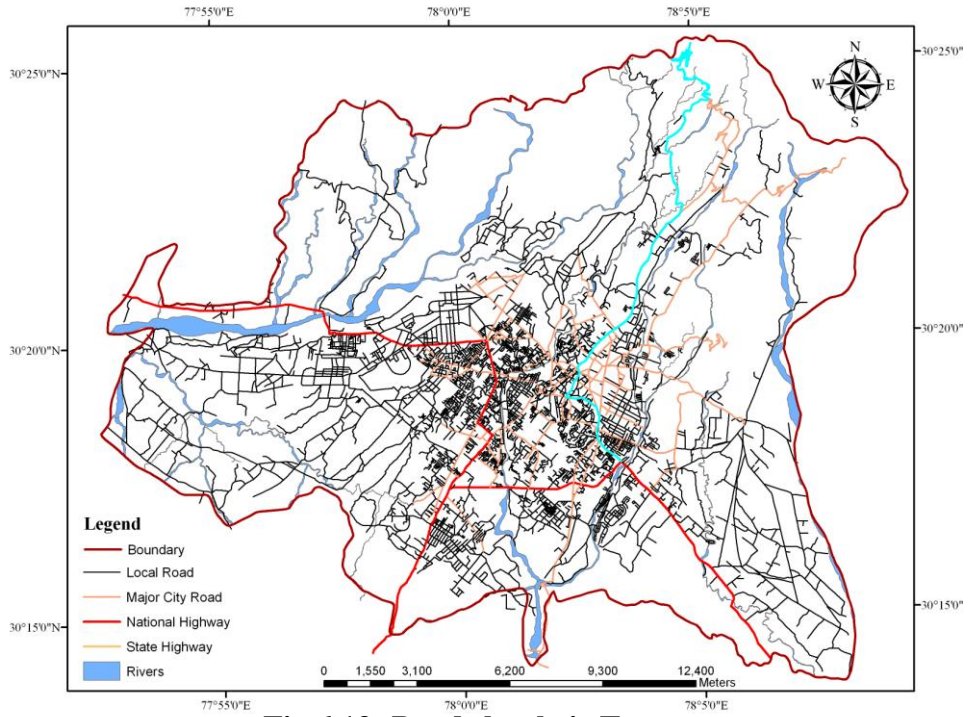 77°55'0"E 78°0'0"E 78°5'0"E
30°25'0"N 30°25'0"N
N
W E
S
30°20'0"N 30°20'0"N
30°15'0"N 30°15'0"N
Legend
Boundary
Local Road
Major City Road
National Highway
State Highway
Rivers
0 1,550 3,100 6,200 9,300 12,400
Meters
77°55'0"E 78°0'0"E 78°5'0"E